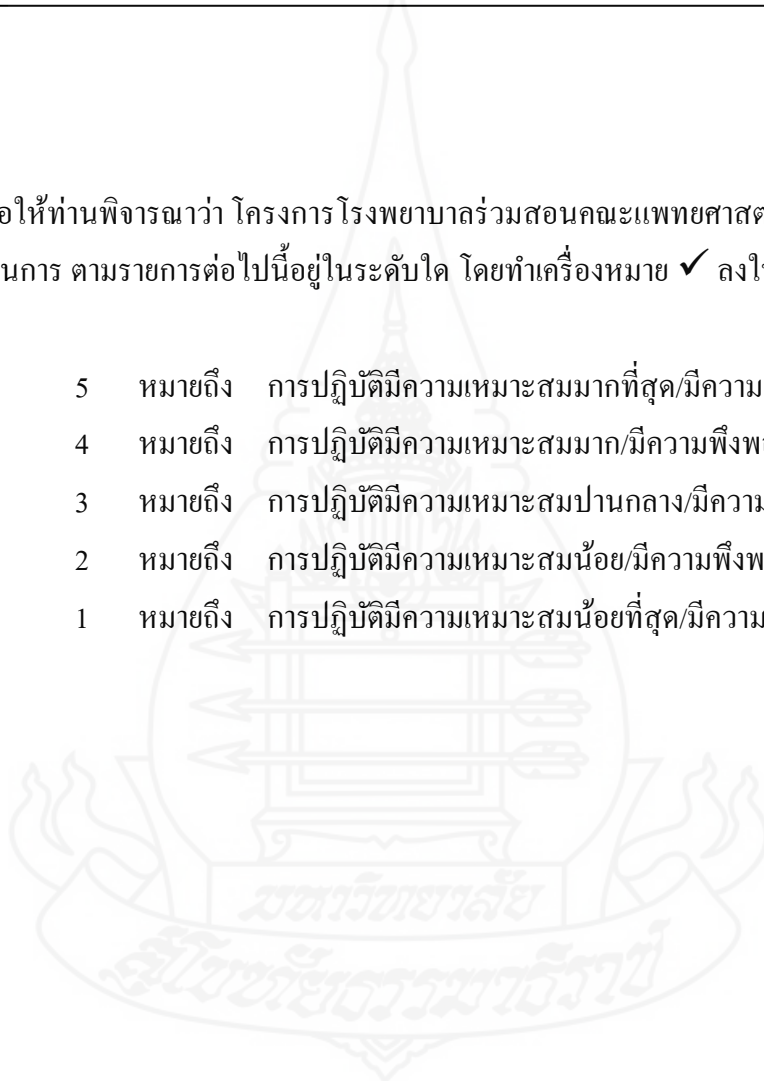 อให้ท่านพิจารณาว่า โครงการโรงพยาบาลร่วมสอนคณะแพทยศาสต
นการ ตามรายการต่อไปนี้อยู่ในระดับใด โดยทำเครื่องหมาย ✓ ลงใ
5 หมายถึง การปฏิบัติมีความเหมาะสมมากที่สุด/มีความ
4 หมายถึง การปฏิบัติมีความเหมาะสมมาก/มีความพึงพ
3 หมายถึง การปฏิบัติมีความเหมาะสมปานกลาง/มีความ
2 หมายถึง การปฏิบัติมีความเหมาะสมน้อย/มีความพึงพ
1 หมายถึง การปฏิบัติมีความเหมาะสมน้อยที่สุด/มีความ
มหาวิทยาลัย
สุโขทัยธรรมาธิราช